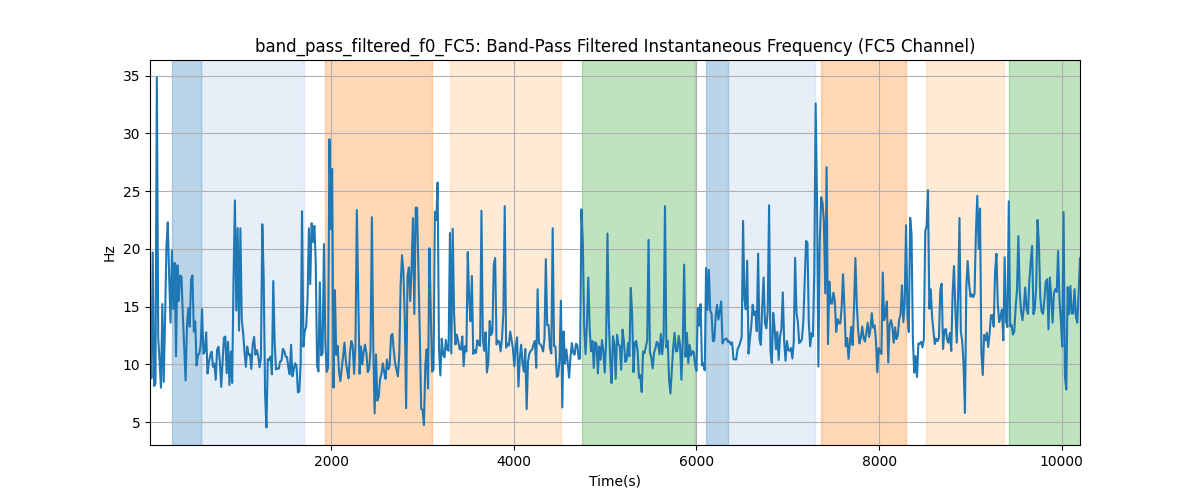 band_pass_filtered_f0_FC5: Band-Pass Filtered Instantaneous Frequency (FC5 Channel)
35
30
25
20
15
10
5
Hz
2000 4000 6000 8000 10000
Time(s)